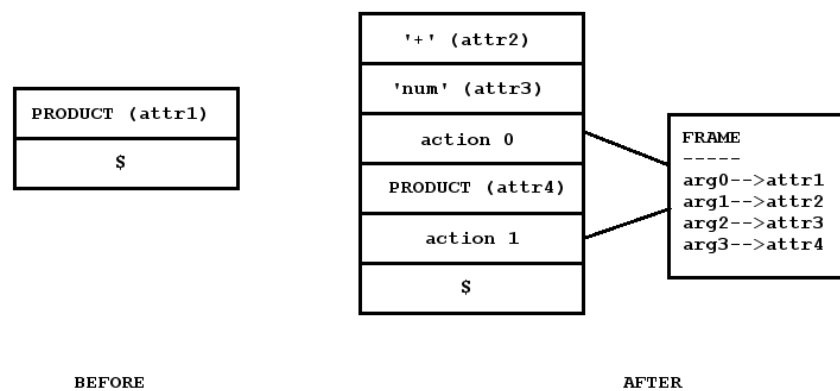 PRODUCT (attr1)
$
BEFORE
'+' (attr2)
'num' (attr3)
action 0
PRODUCT (attr4)
action 1
$
FRAME
-----
arg0-->attr1
arg1-->attr2
arg2-->attr3
arg3-->attr4
AFTER